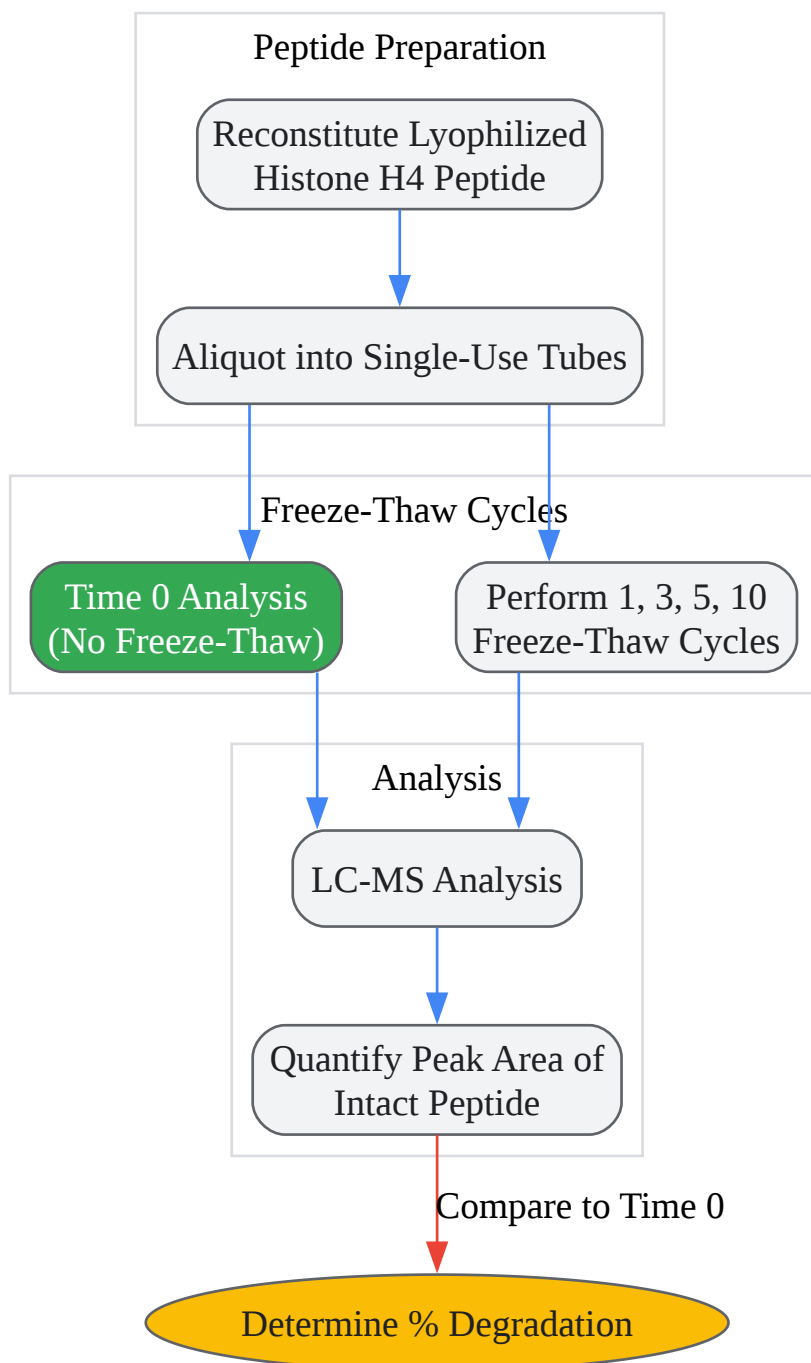 Peptide Preparation
Reconstitute Lyophilized
Histone H4 Peptide
Aliquot into Single-Use Tubes
Freeze-Thaw Cycles
Time 0 Analysis
(No Freeze-Thaw)
Perform 1, 3, 5, 10
Freeze-Thaw Cycles
Analysis
LC-MS Analysis
Quantify Peak Area of
Intact Peptide
Compare to Time 0
Determine % Degradation